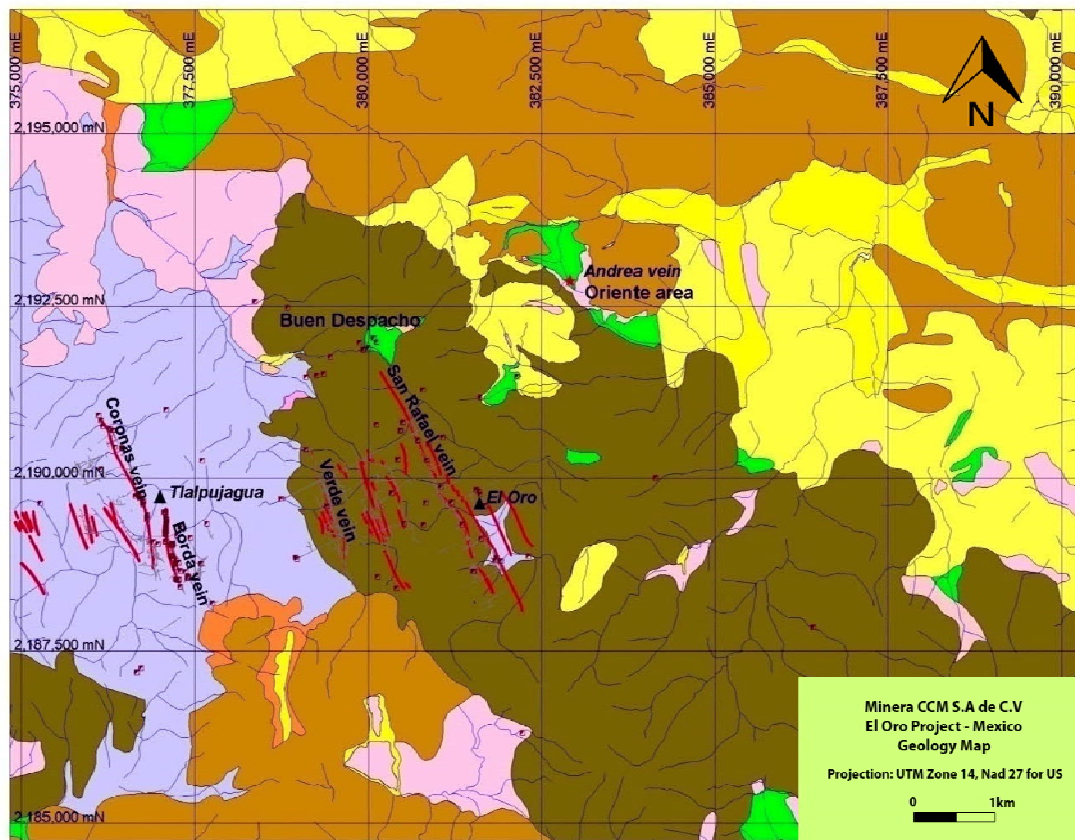 375,000 mE
377,500 mE
380,000 mE
382,500 mE
385,000 mE
387,500 mE
390,000 mE
N
2,195,000 mN
Andrea vein
Oriente area
2,192,500 mN
Buen Despacho
San Rafael vein
Coronas vein
2,190,000 mN
Verde vein
Tlalpujagua
El Oro
Borda vein
2,187,500 mN
Minera CCM S.A de C.V
El Oro Project - Mexico
Geology Map
Projection: UTM Zone 14, Nad 27 for US
0 1km
2,185,000 mN